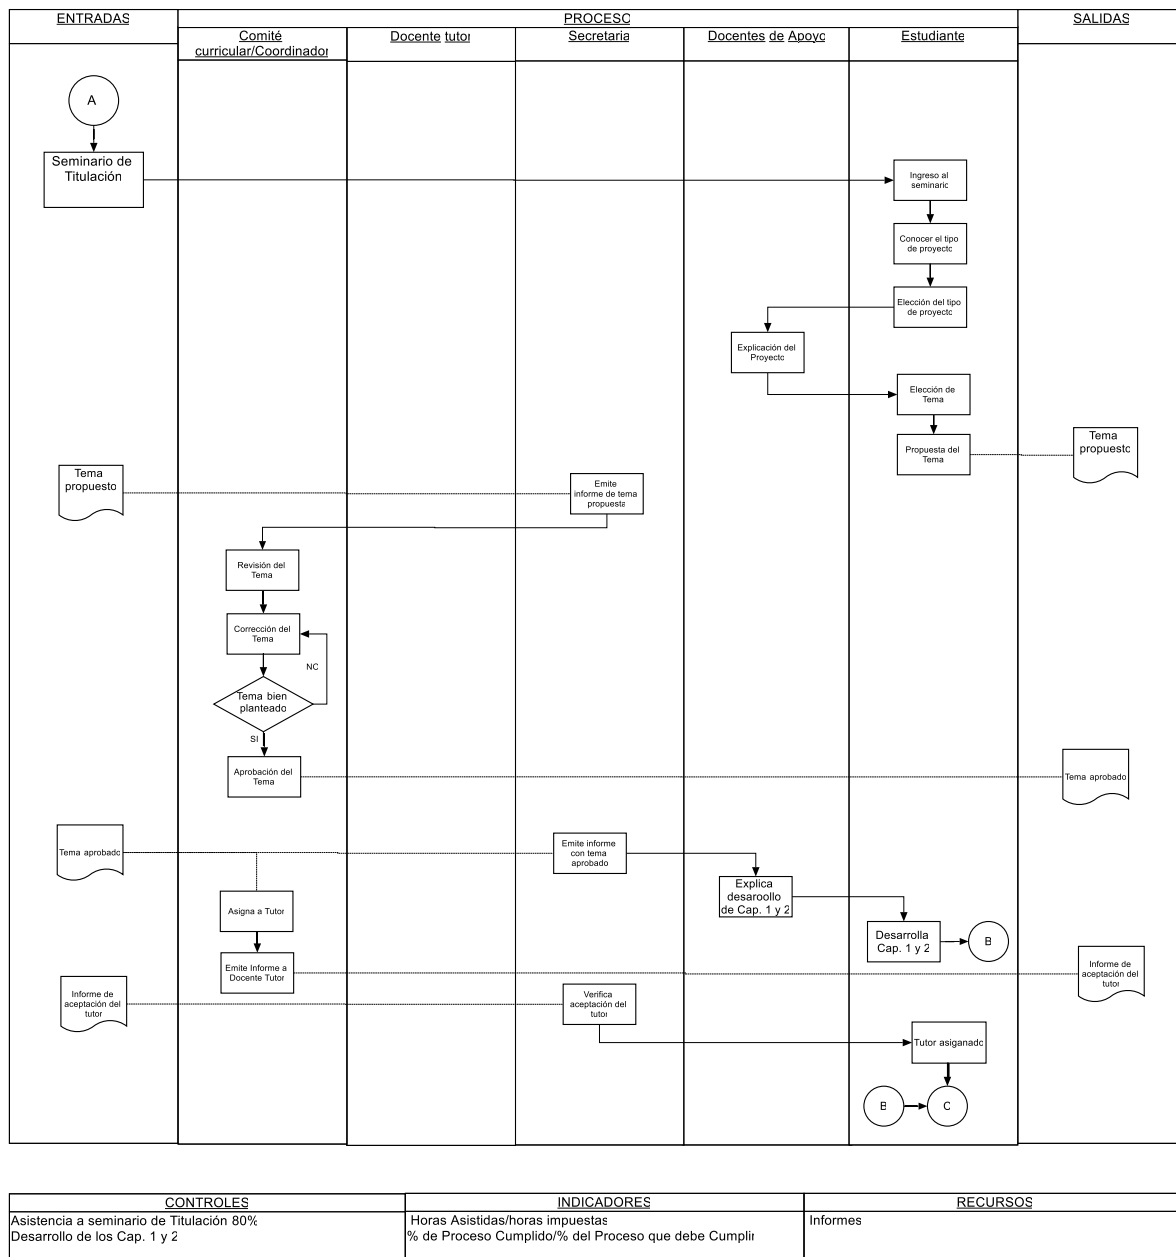 ENTRADAS
PROCESO
SALIDAS
Comité
curricular/Coordinador
Docente tutor
Secretaria
Docentes de Apoyo
Estudiante
A
Seminario de
Titulación
Ingreso al
seminario
Conocer el tipo
de proyecto
Elección del tipo
de proyecto
Explicación del
Proyecto
Elección de
Tema
Propuesta del
Tema
Tema
propuesto
Tema
propuesto
Emite
informe de tema
propuesta
Revisión del
Tema
Corrección del
Tema
NO
Tema bien
planteado
SI
Aprobación del
Tema
Tema aprobado
Tema aprobado
Emite informe
con tema
aprobado
Explica
desaroollo
de Cap. 1 y 2
Asigna a Tutor
Desarrolla
Cap. 1 y 2
B
Emite Informe a
Docente Tutor
Informe de
aceptación del
tutor
Informe de
aceptación del
tutor
Verifica
aceptación del
tutor
Tutor asiganado
B
C
CONTROLES
INDICADORES
RECURSOS
Asistencia a seminario de Titulación 80%
Desarrollo de los Cap. 1 y 2
Horas Asistidas/horas impuestas
% de Proceso Cumplido/% del Proceso que debe Cumplir
Informes